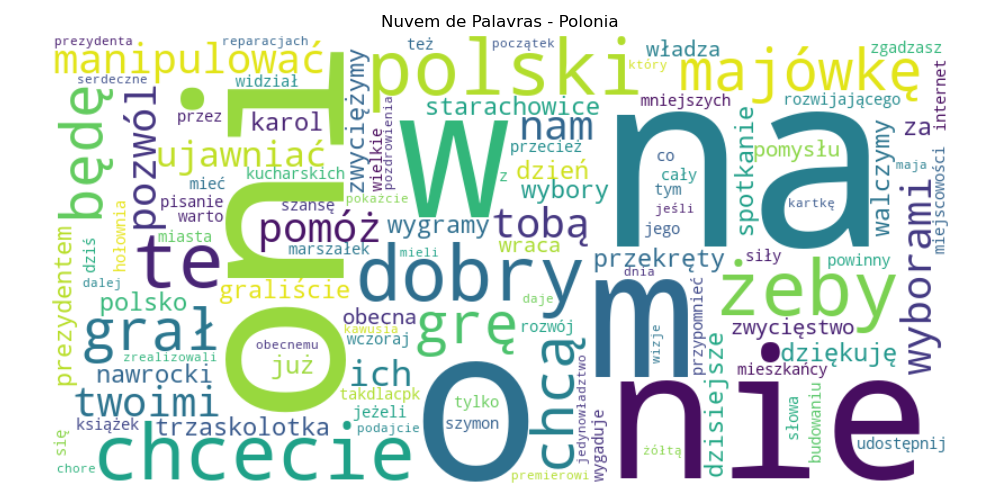 Nuvem de Palavras - Polonia
prezydenta
reparacjach
też
początek
władza
zgadzasz
manipulować
polski
majówkę
serdeczne
widział
który
internet
będę
pozwól
przez
karol
zwyciężymy
starachowice
mniejszych
rozwijającego
oni
w
nam
na
za
ujawniać
wielkie
pozdrowienia
przecież
co
spotkanie
pomysłu
walczymy
kucharskich
z
dzień
cały
maja
mieć
pokażcie
wybory
tym
miejscowości
pisanie
szansę
jeśli
kartkę
warto
pomóż
wygramy
tobą
jego
wyborami
prezydentem
dziś
hołownia
miasta
te
marszałek
mieli
wraca
przekręty
siły
powinny
dalej
graliście
dobry
dnia
m
żeby
polsko
obecna
daje
przypomnieć
grał
kawusia
grę
rozwój
zwycięstwo
zrealizowali
obecnemu
wczoraj
wizje
dziękuję
nawrocki
już
ich
chcą
jedynowładztwo
mieszkańcy
twoimi
takdlacpk
o
tylko
nie
dzisiejsze
książek
trzaskolotka
jeżeli
szymon
wygaduje
słowa
budowaniu
się
podajcie
udostępnij
chore
chcecie
żółtą
premierowi